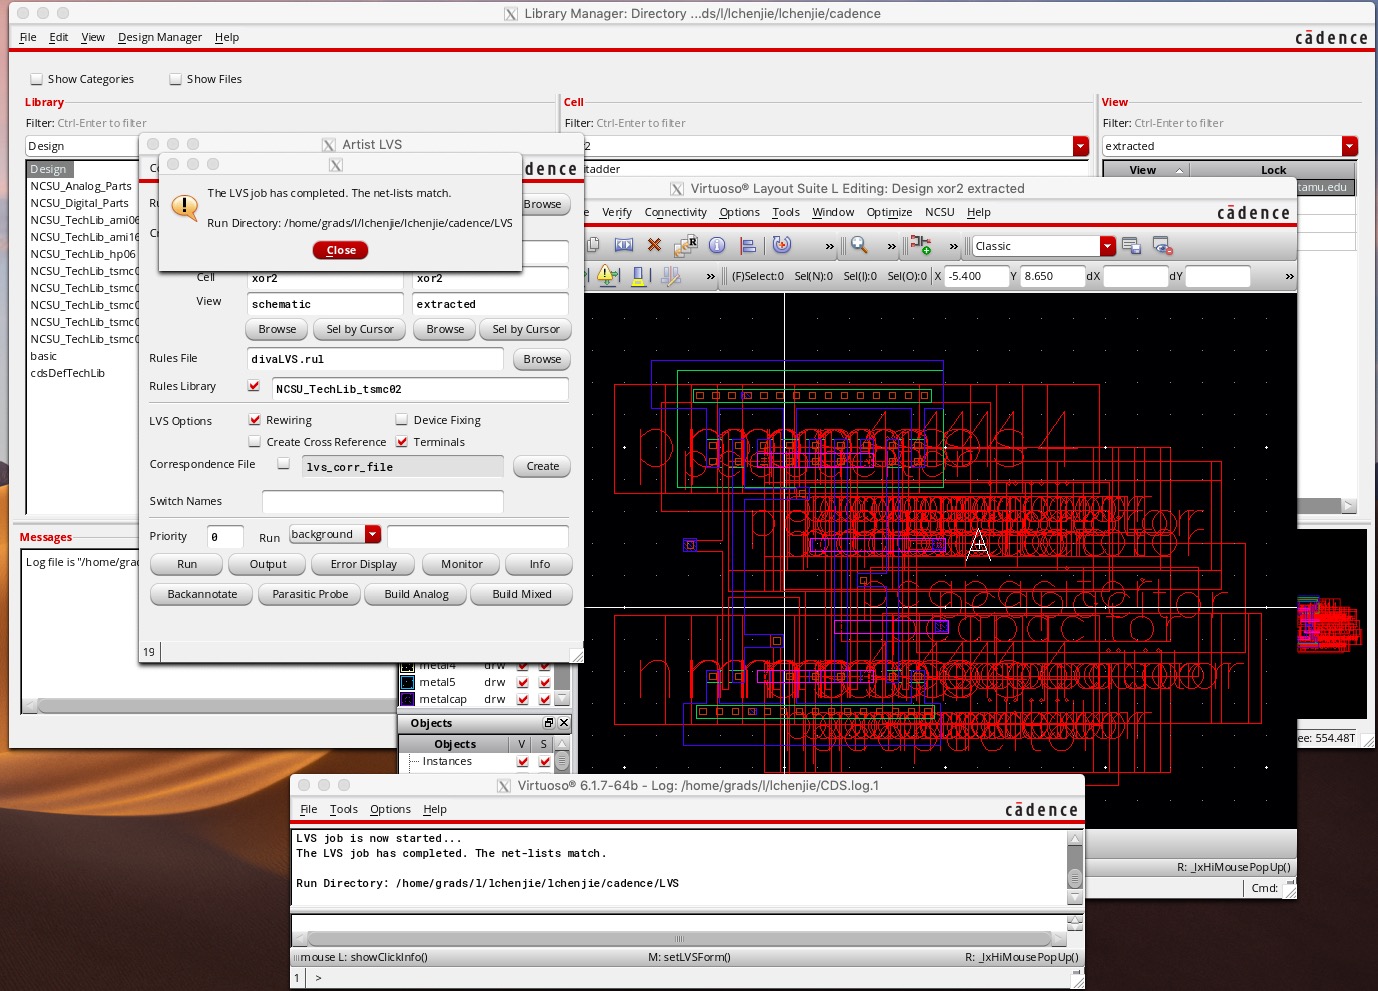 Library Manager: Directory ...ds/l/lchenjie/lchenjie/cadence
File Edit View Design Manager Help
cādence
Show Categories Show Files
Library
Filter: Ctrl-Enter to filter
Design
Design
NCSU_Analog_Parts
NCSU_Digital_Parts
NCSU_TechLib_ami06
NCSU_TechLib_ami16
NCSU_TechLib_hp06
NCSU_TechLib_tsmc0
NCSU_TechLib_tsmc0
NCSU_TechLib_tsmc0
NCSU_TechLib_tsmc0
NCSU_TechLib_tsmc0
basic
cdsDefTechLib
Cell
Filter: Ctrl-Enter to filter
View
Filter: Ctrl-Enter to filter
extracted
View Lock
tamu.edu
Messages
Log file is "/home/grad
Artist LVS
The LVS job has completed. The net-lists match.
Run Directory: /home/grads/l/lchenjie/lchenjie/cadence/LVS
Close
Browse
Cell xor2 xor2
View schematic extracted
Browse Sel by Cursor Browse Sel by Cursor
Rules File divaLVS.rul Browse
Rules Library NCSU_TechLib_tsmc02
LVS Options Rewiring Device Fixing
Create Cross Reference Terminals
Correspondence File lvs_corr_file Create
Switch Names
Priority 0 Run background
Run Output Error Display Monitor Info
Backannotate Parasitic Probe Build Analog Build Mixed
19
Virtuoso® Layout Suite L Editing: Design xor2 extracted
e Verify Connectivity Options Tools Window Optimize NCSU Help
cādence
Classic
(F)Select:0 Sel(N):0 Sel(I):0 Sel(O):0 X -5.400 Y 8.650 dX dY
metal4 drw
metal5 drw
metalcap drw
Objects
Objects V S
Instances
ee: 554.48T
R: _lxHiMousePopUp()
Cmd:
Virtuoso® 6.1.7-64b - Log: /home/grads/l/lchenjie/CDS.log.1
File Tools Options Help
cādence
LVS job is now started...
The LVS job has completed. The net-lists match.
Run Directory: /home/grads/l/lchenjie/lchenjie/cadence/LVS
mouse L: showClickInfo() M: setLVSForm() R: _lxHiMousePopUp()
1 >